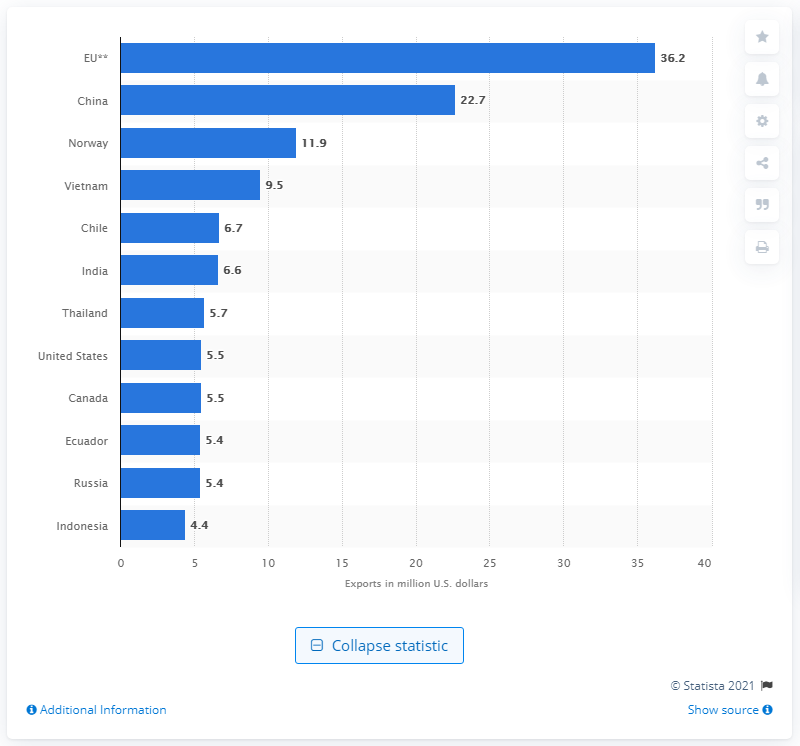 EU** 36.2
China 22.7
Norway 11.9
Vietnam 9.5
Chile 6.7
India 6.6
Thailand 5.7
United States 5.5
Canada 5.5
Ecuador 5.4
Russia 5.4
Indonesia 4.4
0 5 10 15 20 25 30 35 40
Exports in million U.S. dollars
Collapse statistic
© Statista 2021
Additional Information
Show source